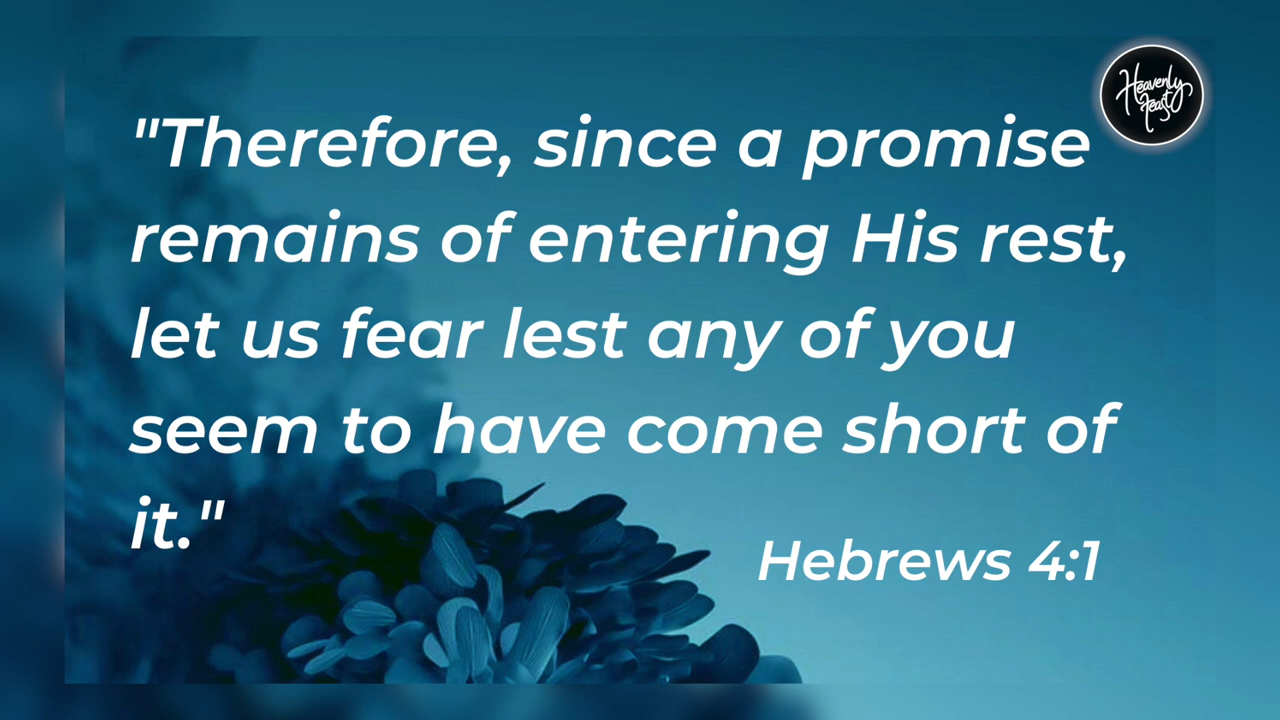 Heavenly
Feast
"Therefore, since a promise
remains of entering His rest,
let us fear lest any of you
seem to have come short of
it."
Hebrews 4:1